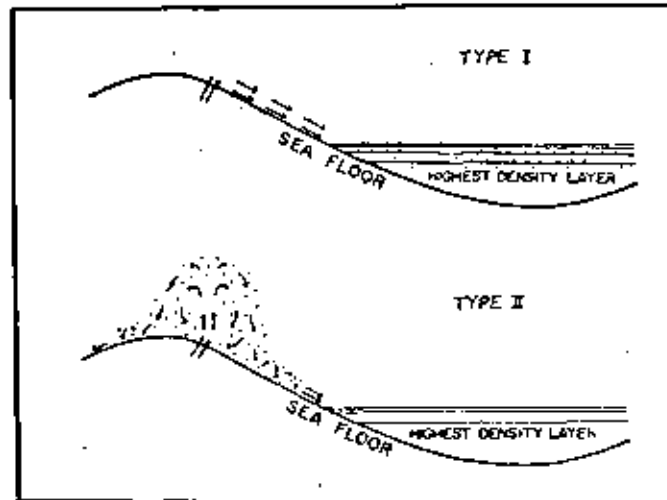 TYPE I
SEA FLOOR
HIGHEST DENSITY LAYER
TYPE II
SEA FLOOR
HIGHEST DENSITY LAYER